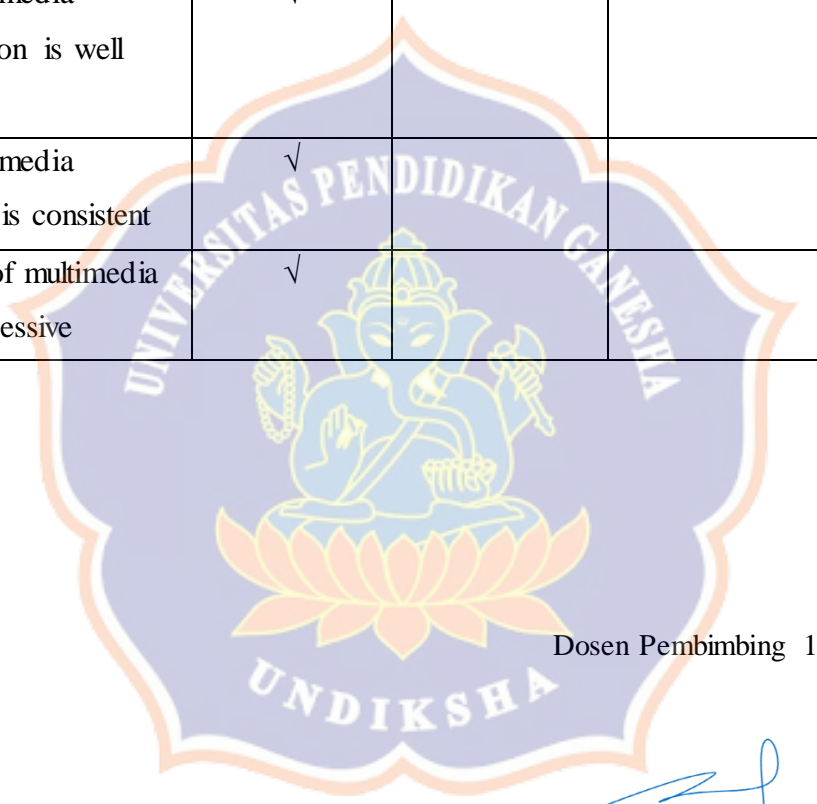 media √
on is well
media √
is consistent
of multimedia √
essive
UNIVERSITAS PENDIDIKAN GANESHA
UNDIKSHA
Dosen Pembimbing 1